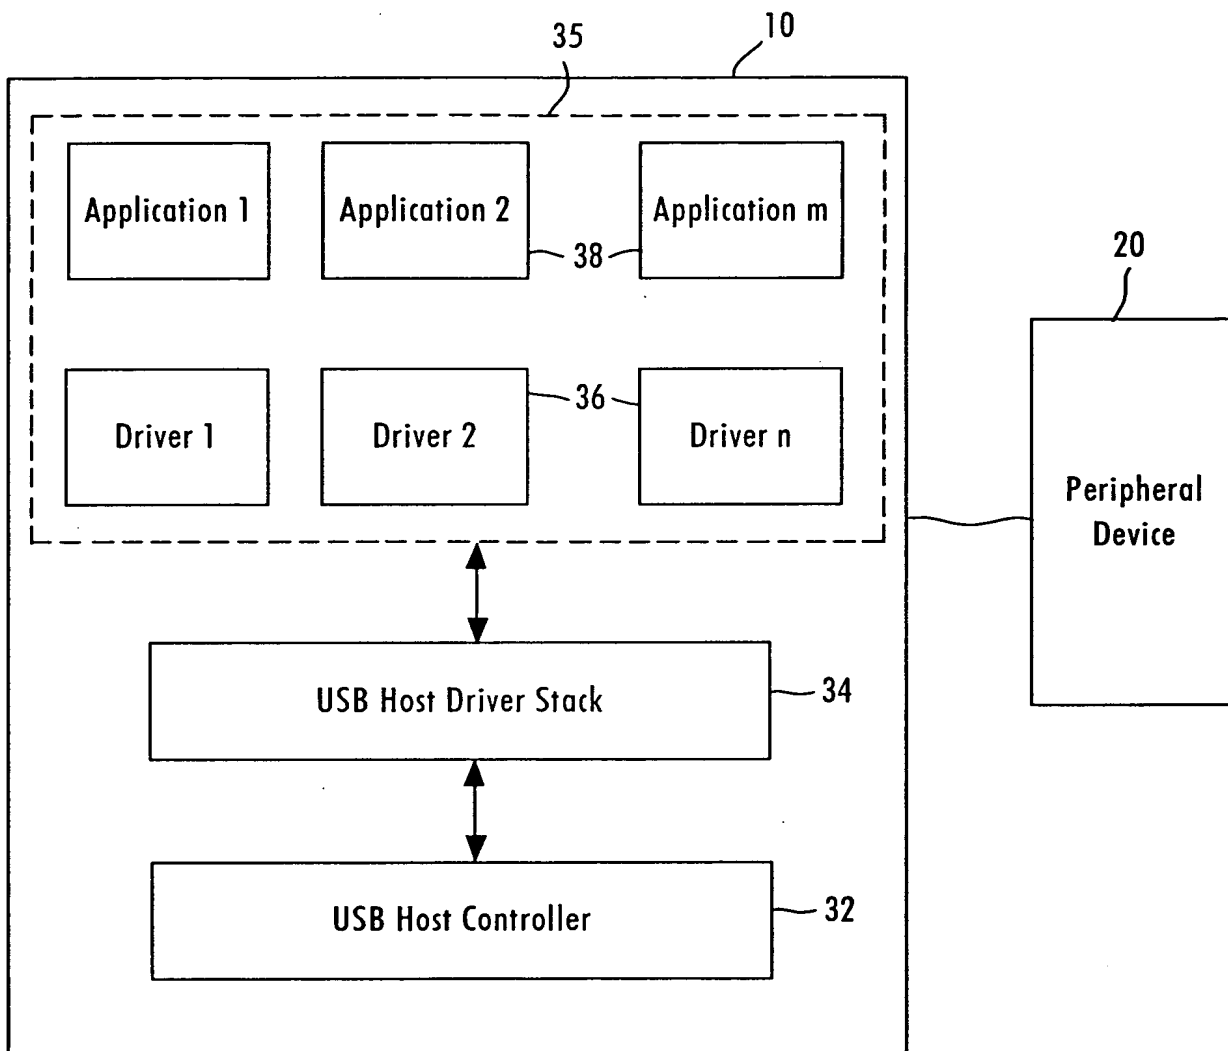 35
10
Application 1
Application 2
Application m
38
20
36
Driver 1
Driver 2
Driver n
Peripheral
Device
USB Host Driver Stack
34
USB Host Controller
32